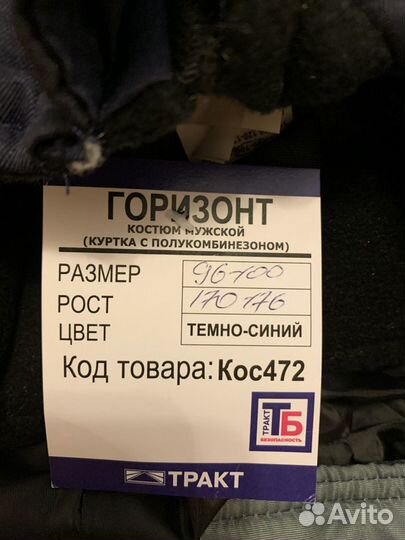 ГОРИЗОНТ
КОСТЮМ МУЖСКОЙ
(КУРТКА С ПОЛУКОМБИНЕЗОНОМ)
РАЗМЕР 96-100
РОСТ 170-176
ЦВЕТ ТЕМНО-СИНИЙ
Код товара: Кос472
ТРАКТ
ТБ
БЕЗОПАСНОСТЬ
ТРАКТ
Avito